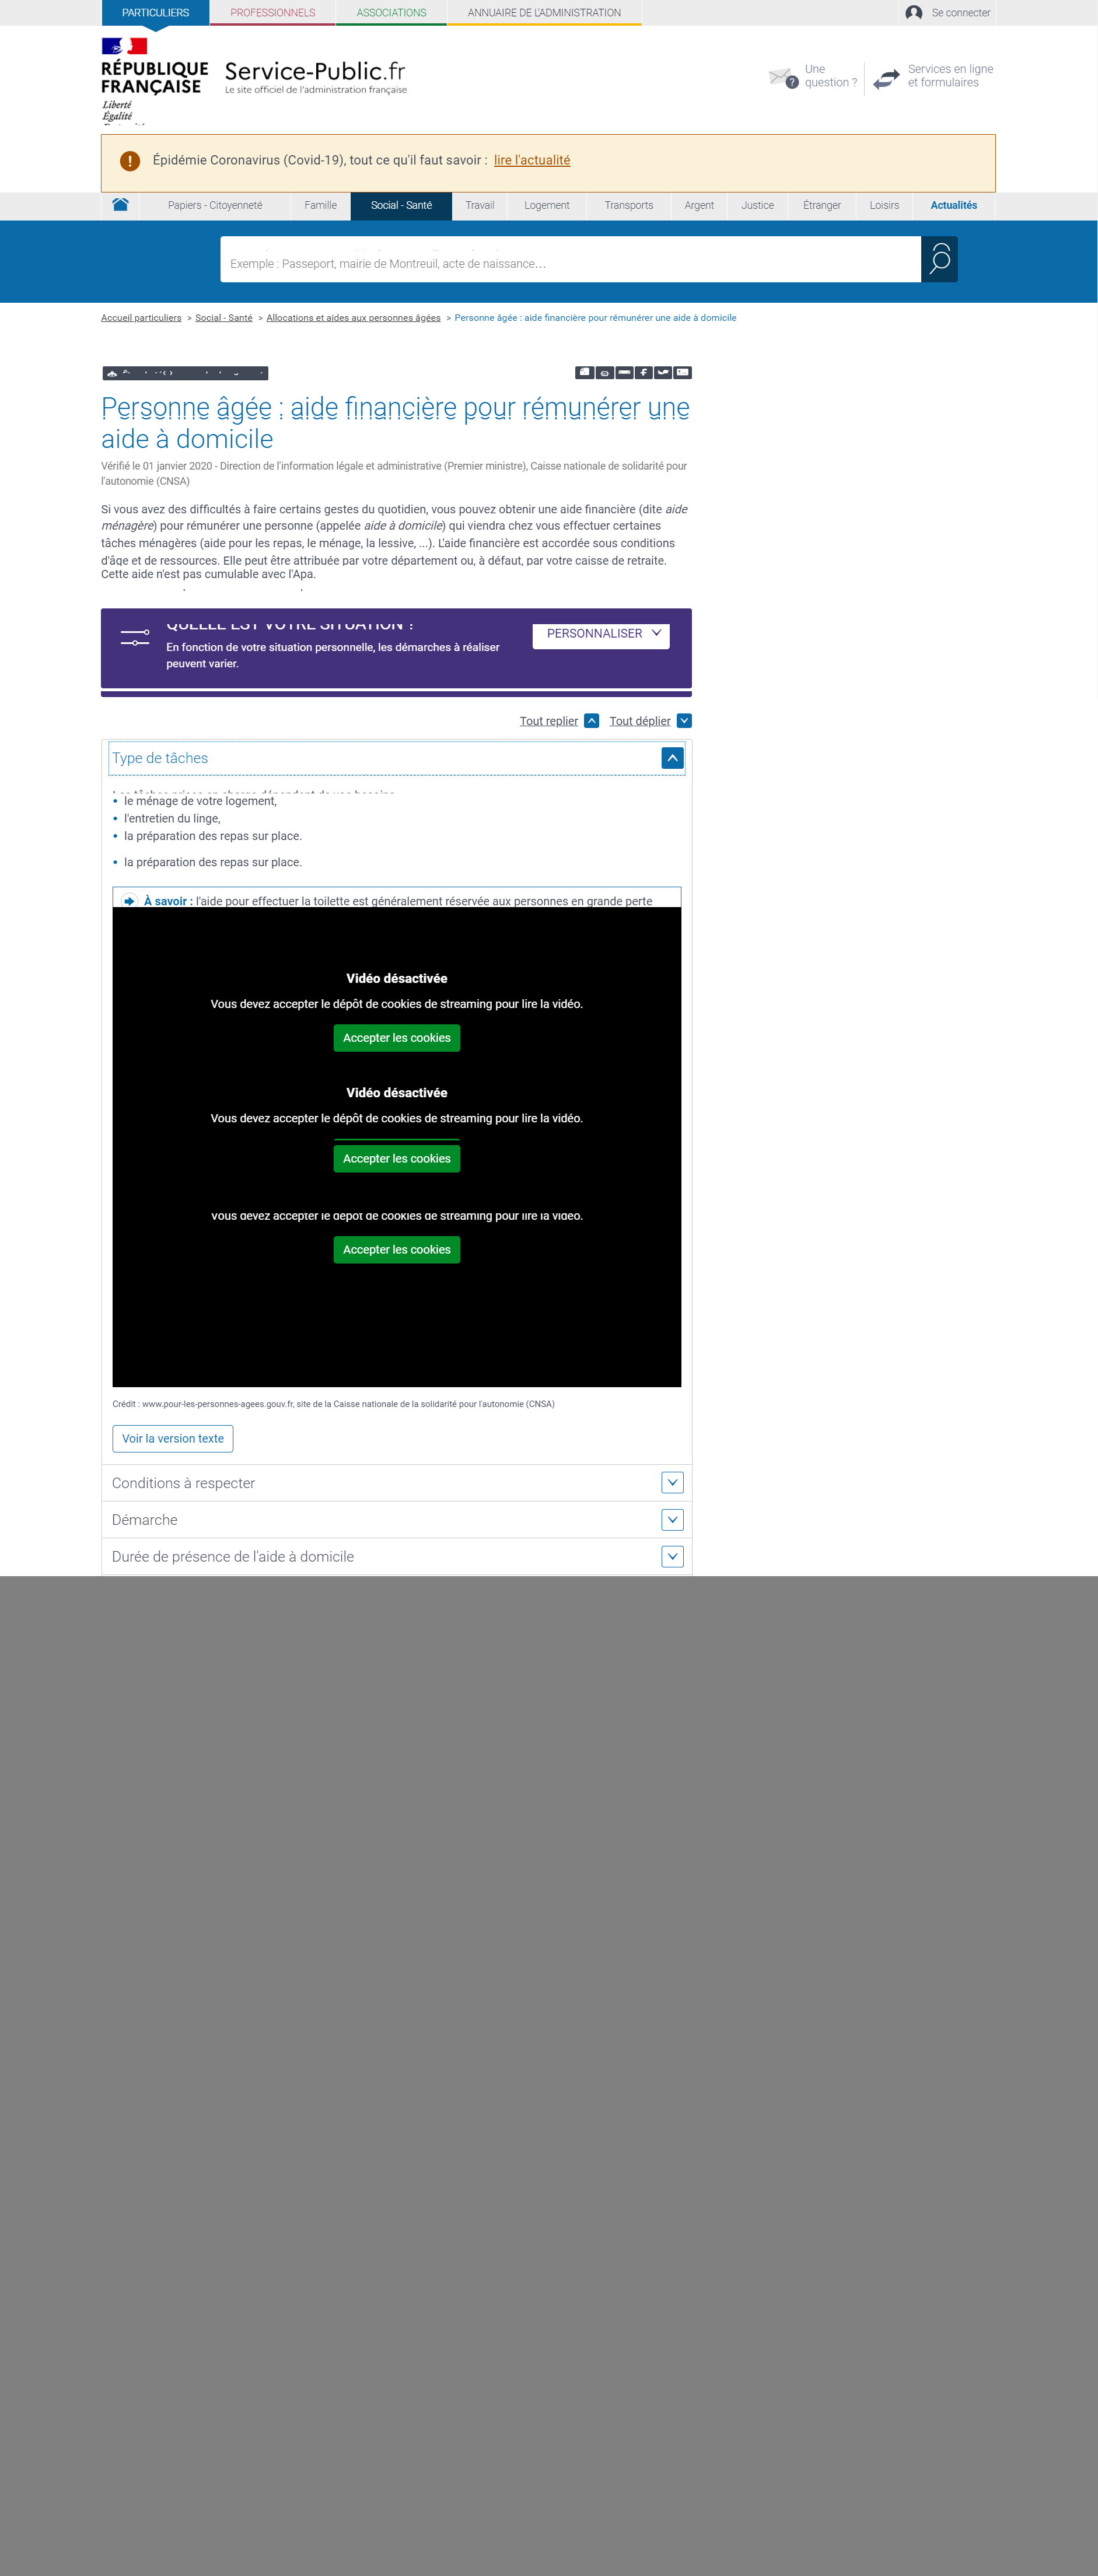 PARTICULIERS PROFESSIONNELS ASSOCIATIONS ANNUAIRE DE L'ADMINISTRATION Se connecter
RÉPUBLIQUE
FRANÇAISE
Liberté
Égalité
Service-Public.fr
Le site officiel de l'administration française
Une
question ?
Services en ligne
et formulaires
Épidémie Coronavirus (Covid-19), tout ce qu'il faut savoir : lire l'actualité
Papiers - Citoyenneté Famille Social - Santé Travail Logement Transports Argent Justice Étranger Loisirs Actualités
Exemple : Passeport, mairie de Montreuil, acte de naissance...
Accueil particuliers > Social - Santé > Allocations et aides aux personnes âgées > Personne âgée : aide financière pour rémunérer une aide à domicile
Personne âgée : aide financière pour rémunérer une
aide à domicile
Vérifié le 01 janvier 2020 - Direction de l'information légale et administrative (Premier ministre), Caisse nationale de solidarité pour
l'autonomie (CNSA)
Si vous avez des difficultés à faire certains gestes du quotidien, vous pouvez obtenir une aide financière (dite aide
ménagère) pour rémunérer une personne (appelée aide à domicile) qui viendra chez vous effectuer certaines
tâches ménagères (aide pour les repas, le ménage, la lessive, ...). L'aide financière est accordée sous conditions
d'âge et de ressources. Elle peut être attribuée par votre département ou, à défaut, par votre caisse de retraite.
Cette aide n'est pas cumulable avec l'Apa.
QUELLE EST VOTRE SITUATION ?
En fonction de votre situation personnelle, les démarches à réaliser
peuvent varier.
PERSONNALISER
Tout replier Tout déplier
Type de tâches
Les tâches prises en charge dépendent de vos besoins
• le ménage de votre logement,
• l'entretien du linge,
• la préparation des repas sur place.
• la préparation des repas sur place.
À savoir : l'aide pour effectuer la toilette est généralement réservée aux personnes en grande perte
Vidéo désactivée
Vous devez accepter le dépôt de cookies de streaming pour lire la vidéo.
Accepter les cookies
Vidéo désactivée
Vous devez accepter le dépôt de cookies de streaming pour lire la vidéo.
Accepter les cookies
Vous devez accepter le dépôt de cookies de streaming pour lire la vidéo.
Accepter les cookies
Crédit : www.pour-les-personnes-agees.gouv.fr, site de la Caisse nationale de la solidarité pour l'autonomie (CNSA)
Voir la version texte
Conditions à respecter
Démarche
Durée de présence de l'aide à domicile